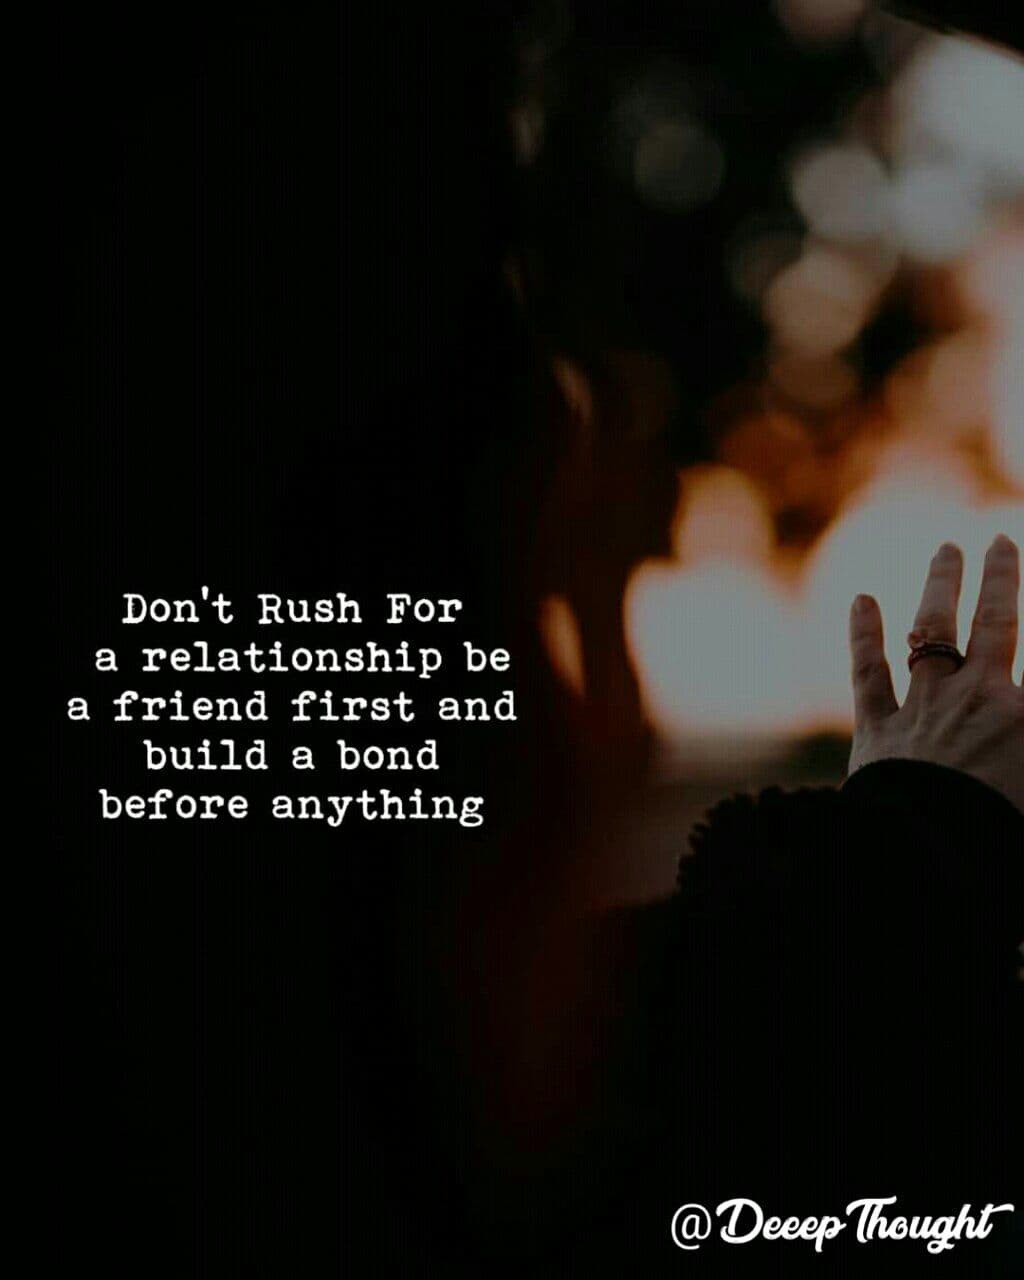 Don't Rush For
a relationship be
a friend first and
build a bond
before anything
@Deeep Thought